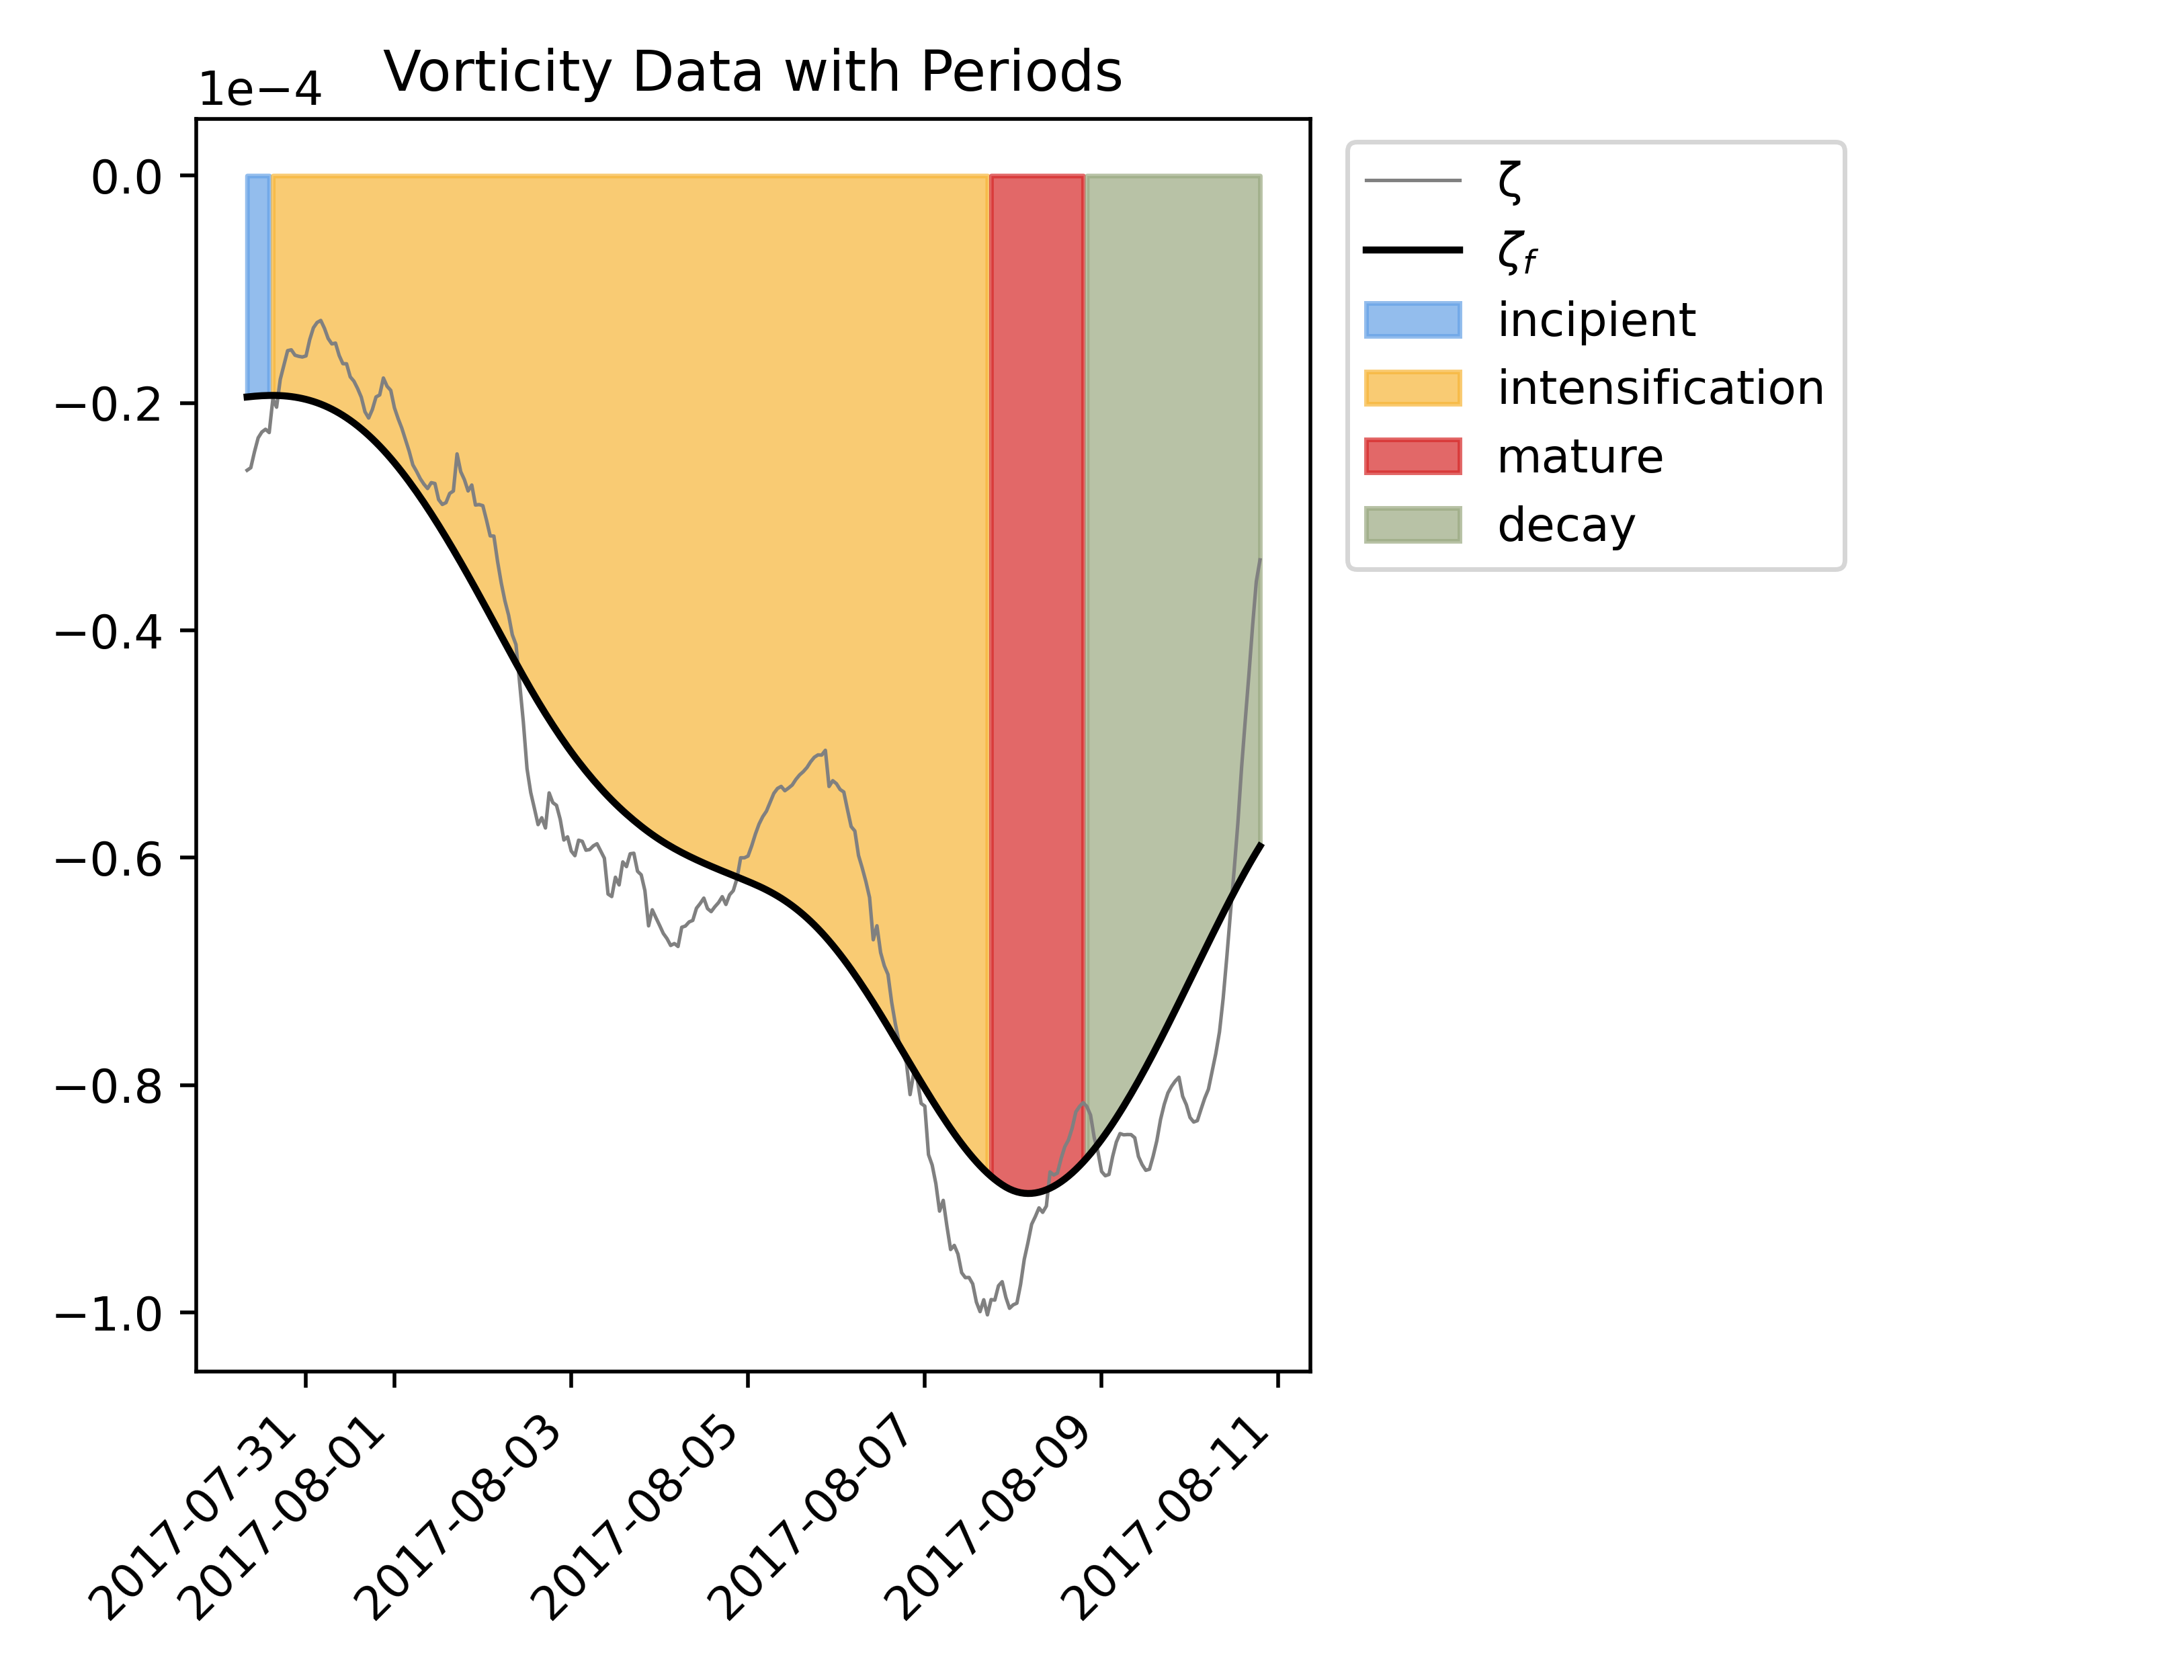 Vorticity Data with Periods
1e−4
0.0
−0.2
−0.4
−0.6
−0.8
−1.0
2017-07-31
2017-08-01
2017-08-03
2017-08-05
2017-08-07
2017-08-09
2017-08-11
ζ
ζf
incipient
intensification
mature
decay